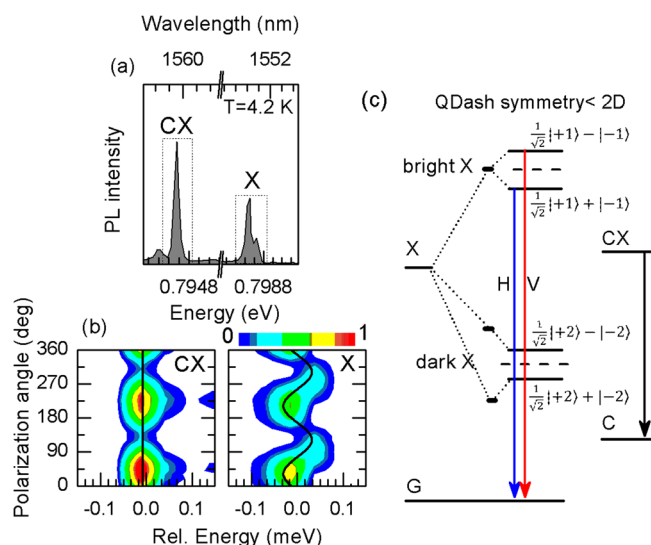 Wavelength (nm)
1560 1552
(a)
T=4.2 K
CX
X
PL intensity
0.7948 0.7988
Energy (eV)
(b)
0 1
CX X
Polarization angle (deg)
360
270
180
90
0
-0.1 0.0 0.1 -0.1 0.0 0.1
Rel. Energy (meV)
(c)
QDash symmetry< 2D
1/√2 |+1⟩ − |−1⟩
bright X
1/√2 |+1⟩ + |−1⟩
CX
X
H V
1/√2 |+2⟩ − |−2⟩
dark X
1/√2 |+2⟩ + |−2⟩
C
G